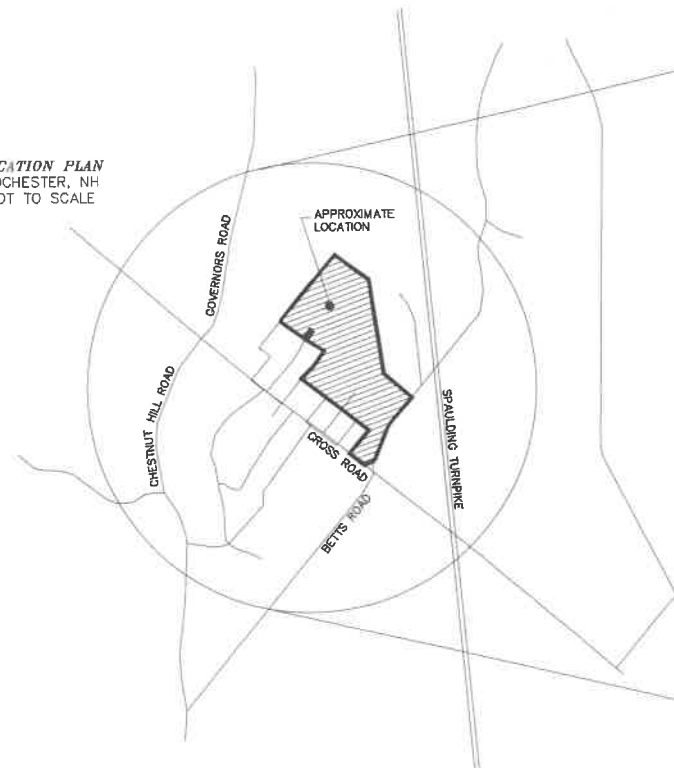 CATION PLAN
OCHESTER, NH
OT TO SCALE
APPROXIMATE
LOCATION
GOVERNORS ROAD
CHESTNUT HILL ROAD
CROSS ROAD
SPAULDING TURNPIKE
BETTS ROAD